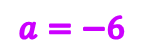 a = −6